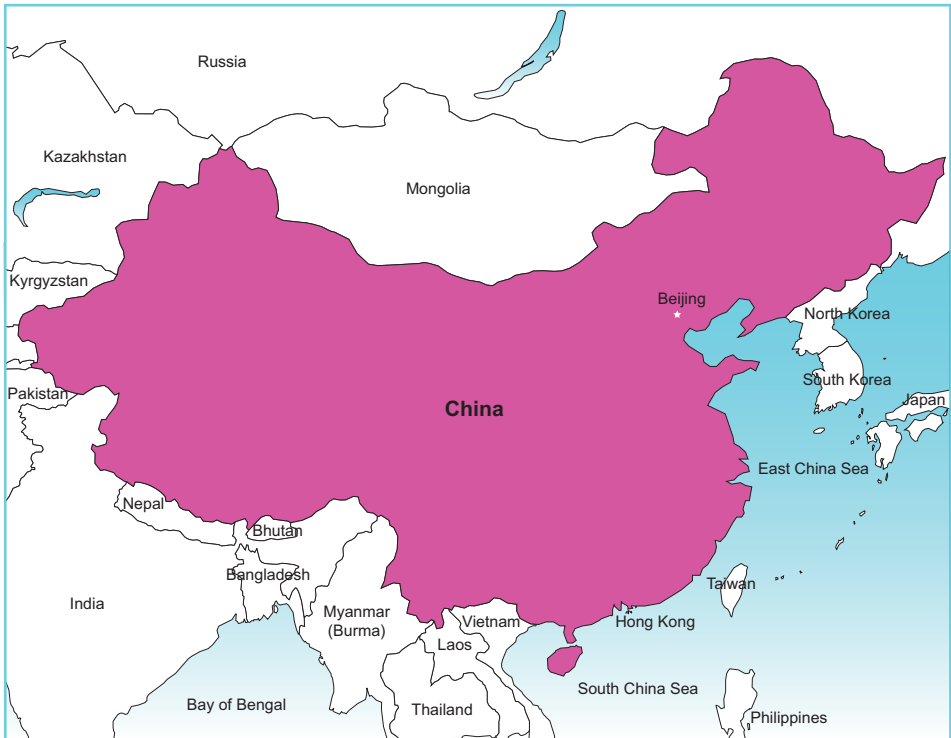 Russia
Kazakhstan
Mongolia
Kyrgyzstan
Beijing
North Korea
South Korea
Pakistan
Japan
China
East China Sea
Nepal
Bhutan
Bangladesh
Taiwan
India
Myanmar
(Burma)
Vietnam
Hong Kong
Laos
South China Sea
Bay of Bengal
Thailand
Philippines